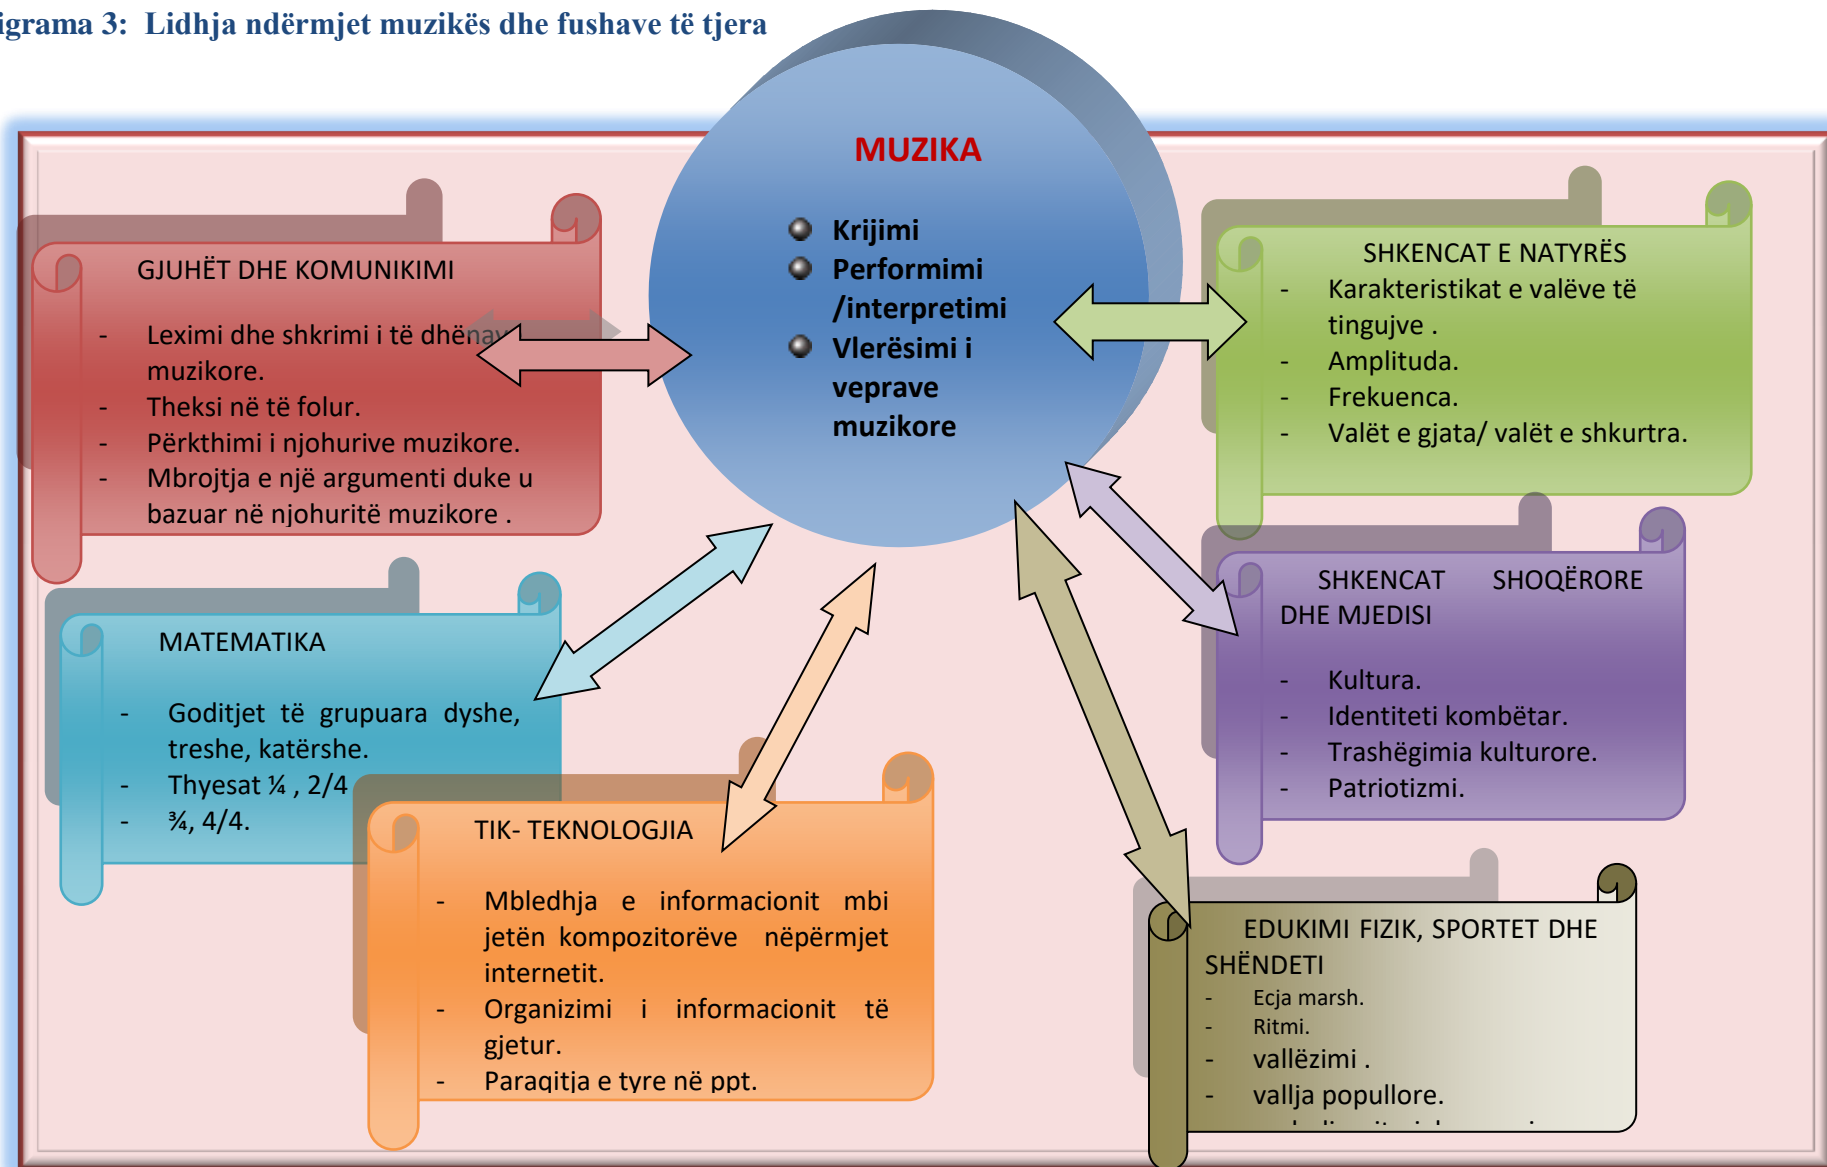 igrama 3: Lidhja ndërmjet muzikës dhe fushave të tjera
MUZIKA
Krijimi
Performimi
/interpretimi
Vlerësimi i
veprave
muzikore
GJUHËT DHE KOMUNIKIMI
- Leximi dhe shkrimi i të
muzikore.
- Theksi në të folur.
- Përkthimi i njohurive muzikore.
- Mbrojtja e një argumenti duke u
bazuar në njohuritë muzikore .
SHKENCAT E NATYRËS
- Karakteristikat e valëve të
tingujve .
- Amplituda.
- Frekuenca.
- Valët e gjata/ valët e shkurtra.
MATEMATIKA
- Goditjet të grupuara dyshe,
treshe, katërshe.
- Thyesat ¼ , 2/4
- ¾, 4/4.
SHKENCAT SHOQËRORE
DHE MJEDISI
- Kultura.
- Identiteti kombëtar.
- Trashëgimia kulturore.
- Patriotizmi.
TIK- TEKNOLOGJIA
- Mbledhja e informacionit mbi
jetën kompozitorëve nëpërmjet
internetit.
- Organizimi i informacionit të
gjetur.
- Paraqitja e tyre në ppt.
EDUKIMI FIZIK, SPORTET DHE
SHËNDETI
- Ecja marsh.
- Ritmi.
- vallëzimi .
- vallja popullore.